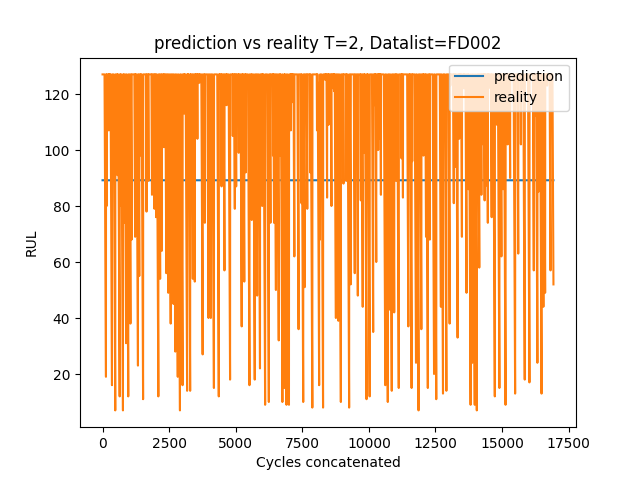 prediction vs reality T=2, Datalist=FD002
prediction
reality
120
100
80
60
40
20
RUL
0
2500
5000
7500
10000
12500
15000
17500
Cycles concatenated